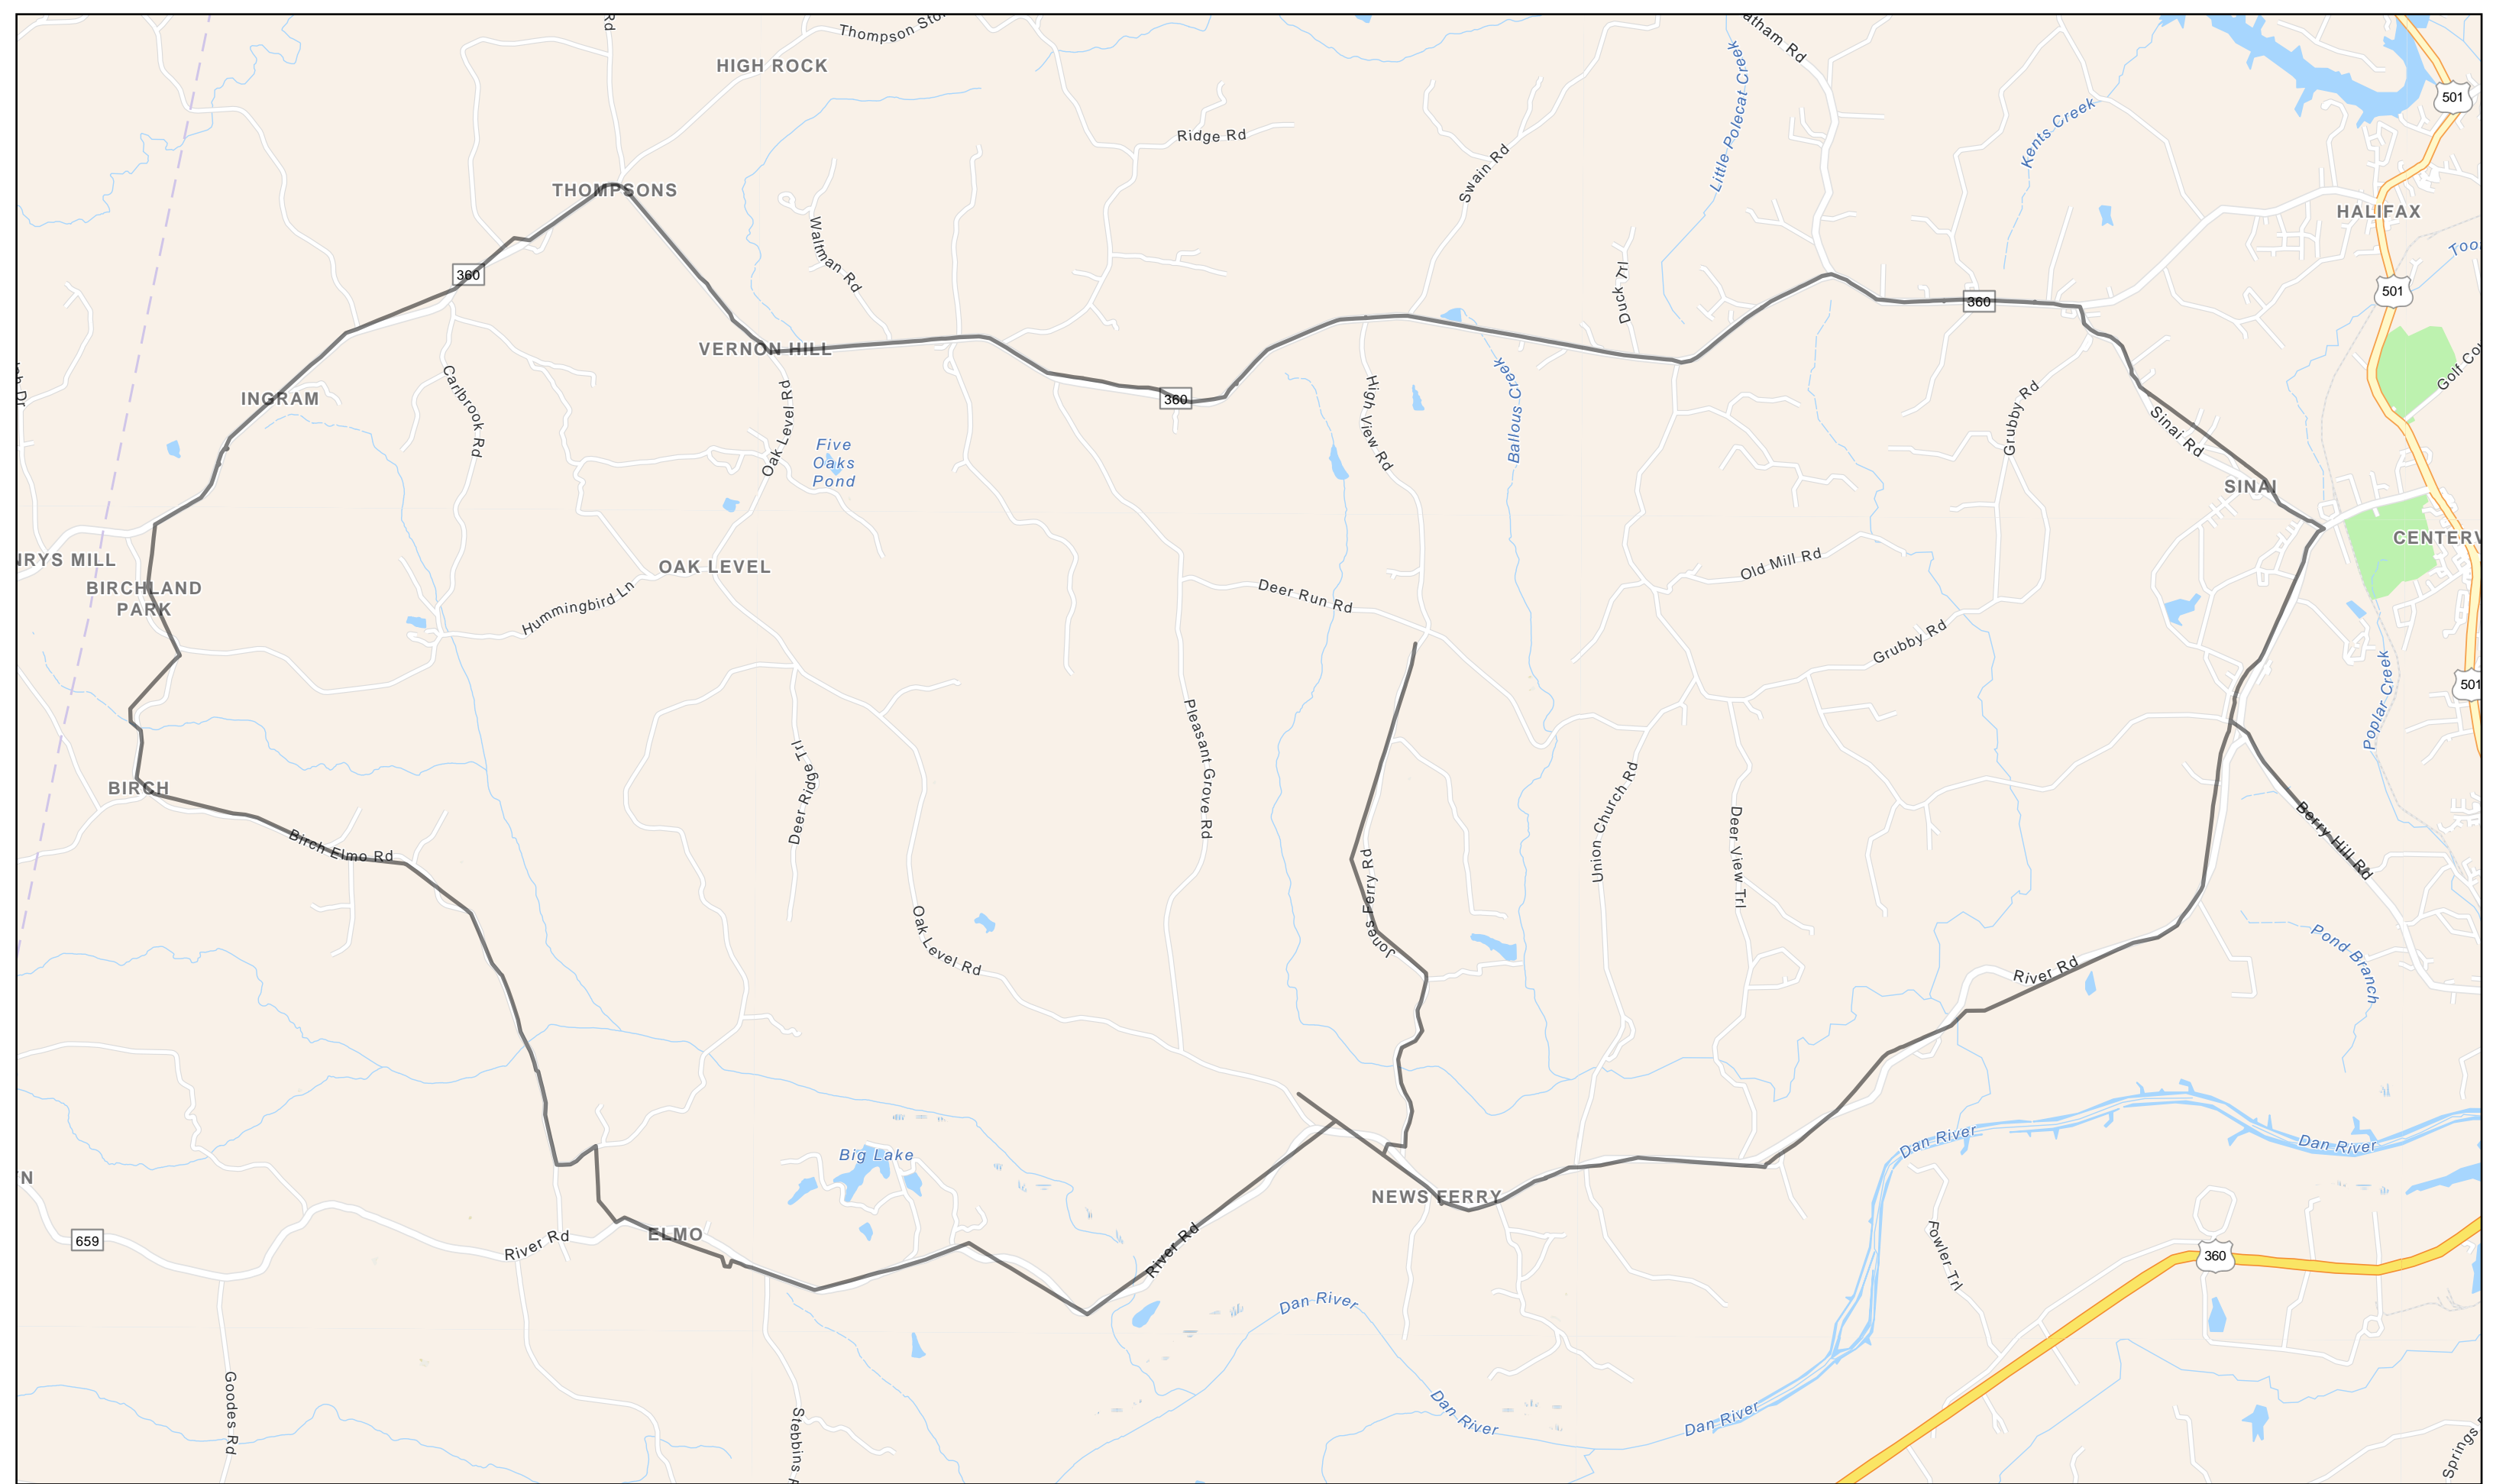 Rd
Thompson Sto
atham Rd
HIGH ROCK
Little Polecat Creek
501
Kents Creek
Ridge Rd
Swain Rd
THOMPSONS
HALIFAX
Waltman Rd
Too
360
Duck Trl
501
360
VERNON HILL
Ballous Creek
Golf Co
INGRAM
Carlbrook Rd
360
High View Rd
Oak Level Rd
Grubby Rd
Sinai Rd
Five
Oaks
Pond
SINAI
NRYS MILL
OAK LEVEL
Old Mill Rd
CENTERV
BIRCHLAND
PARK
Hummingbird Ln
Deer Run Rd
Grubby Rd
Poplar Creek
501
Pleasant Grove Rd
Deer Ridge Trl
BIRCH
Union Church Rd
Deer View Trl
Berry Hill Rd
Birch Elmo Rd
Jones Ferry Rd
Oak Level Rd
River Rd
Pond Branch
Big Lake
Dan River
Dan River
N
NEWS FERRY
659
River Rd
ELMO
River Rd
Fowler Trl
360
Dan River
Goodes Rd
Stebbins
Dan River
Dan River
Springs